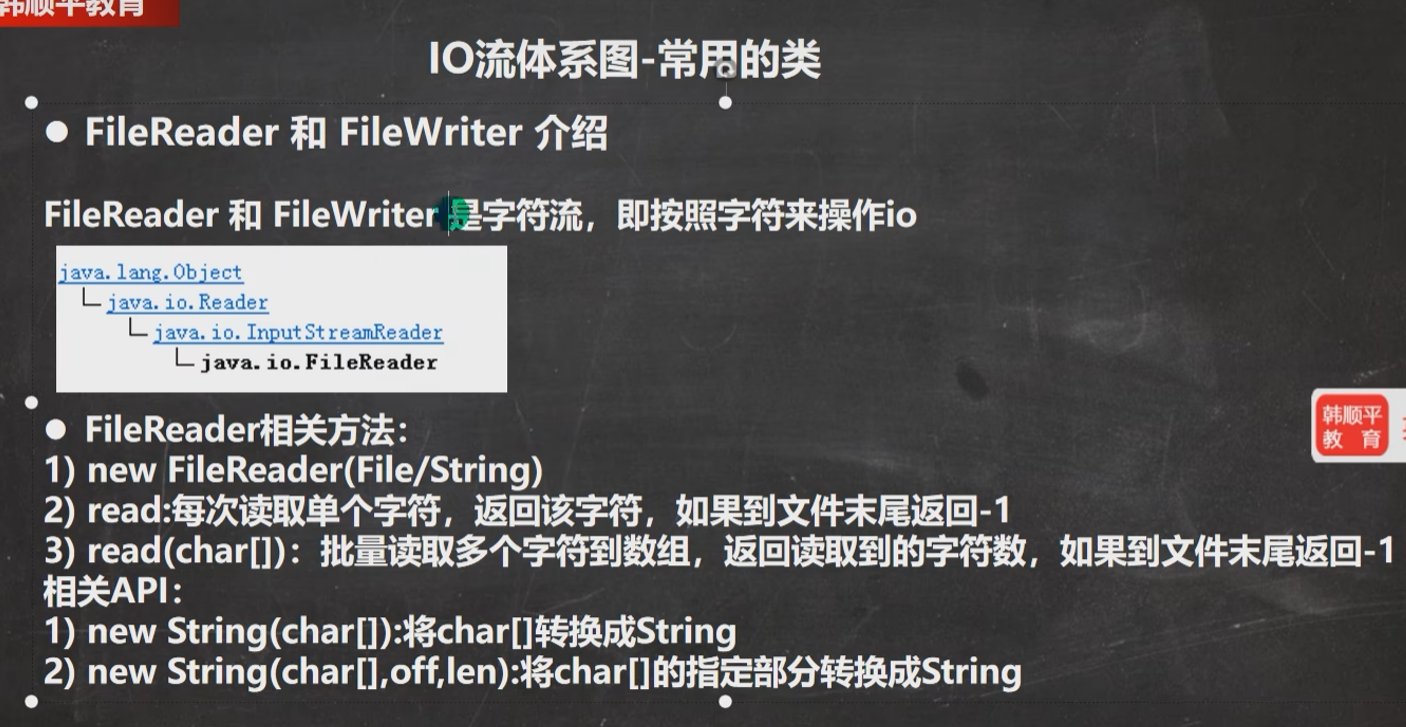 韩顺平教育
IO流体系图-常用的类
● FileReader 和 FileWriter 介绍
FileReader 和 FileWriter 是字符流，即按照字符来操作io
java.lang.Object
java.io.Reader
java.io.InputStreamReader
java.io.FileReader
● FileReader相关方法：
1) new FileReader(File/String)
2) read:每次读取单个字符，返回该字符，如果到文件末尾返回-1
3) read(char[])：批量读取多个字符到数组，返回读取到的字符数，如果到文件末尾返回-1
相关API：
1) new String(char[]):将char[]转换成String
2) new String(char[],off,len):将char[]的指定部分转换成String
韩顺平
教 育